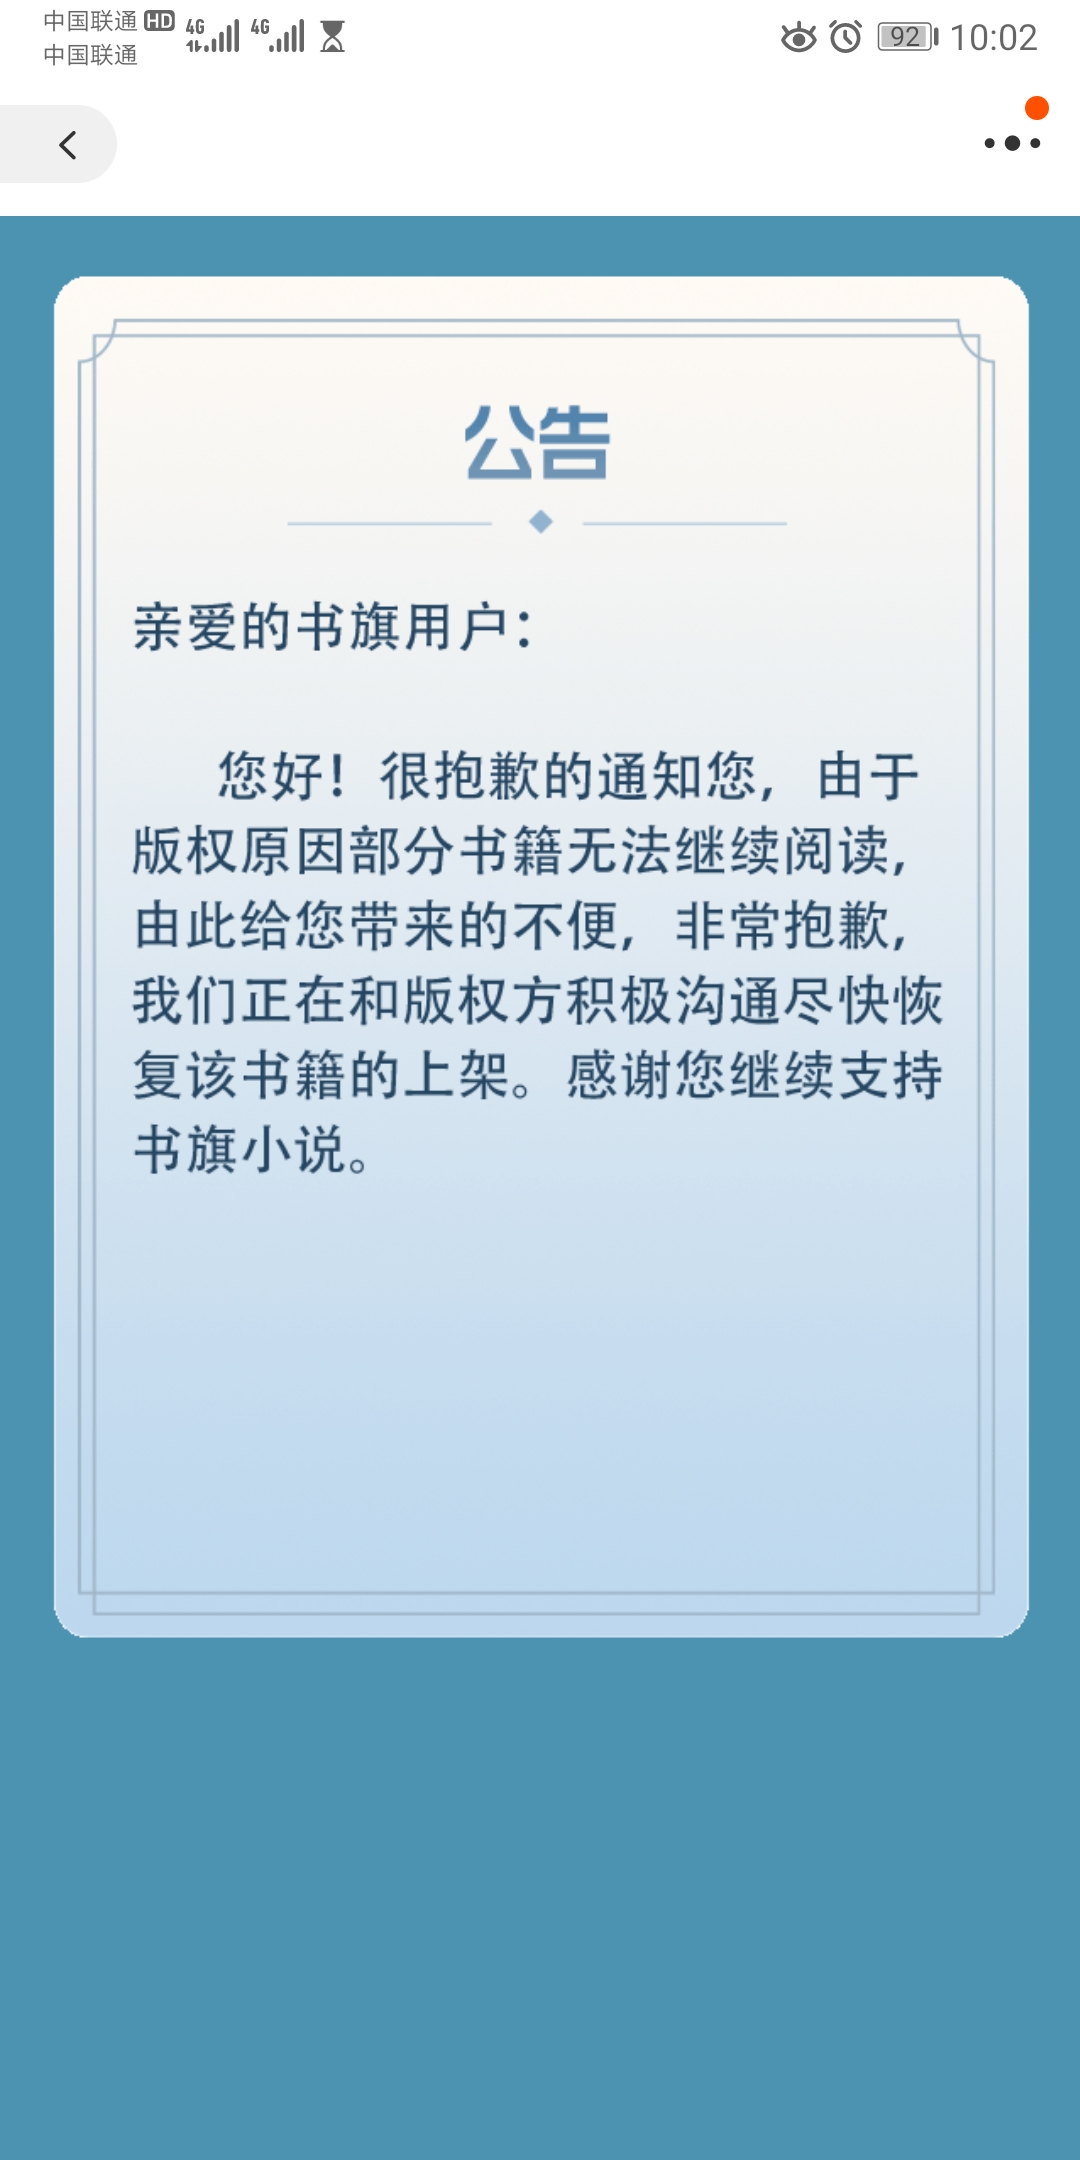 中国联通 HD 4G 4G 92 10:02
中国联通
公告
亲爱的书旗用户：
您好！很抱歉的通知您，由于
版权原因部分书籍无法继续阅读，
由此给您带来的不便，非常抱歉，
我们正在和版权方积极沟通尽快恢
复该书籍的上架。感谢您继续支持
书旗小说。